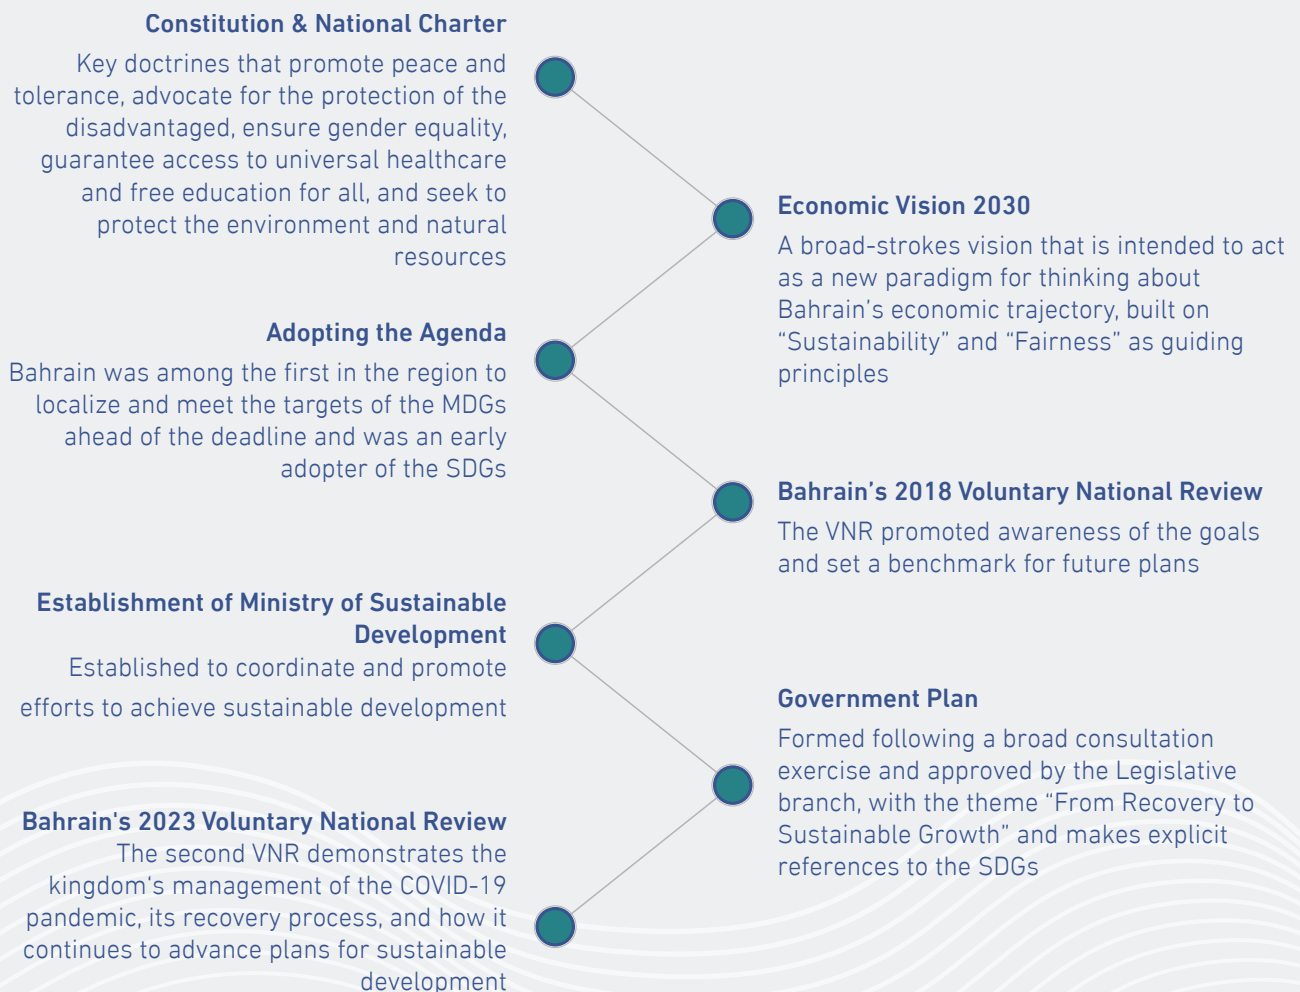 Constitution & National Charter
Key doctrines that promote peace and
tolerance, advocate for the protection of the
disadvantaged, ensure gender equality,
guarantee access to universal healthcare
and free education for all, and seek to
protect the environment and natural
resources
Economic Vision 2030
A broad-strokes vision that is intended to act
as a new paradigm for thinking about
Bahrain’s economic trajectory, built on
“Sustainability” and “Fairness” as guiding
principles
Adopting the Agenda
Bahrain was among the first in the region to
localize and meet the targets of the MDGs
ahead of the deadline and was an early
adopter of the SDGs
Bahrain’s 2018 Voluntary National Review
The VNR promoted awareness of the goals
and set a benchmark for future plans
Establishment of Ministry of Sustainable
Development
Established to coordinate and promote
efforts to achieve sustainable development
Government Plan
Formed following a broad consultation
exercise and approved by the Legislative
branch, with the theme “From Recovery to
Sustainable Growth” and makes explicit
references to the SDGs
Bahrain's 2023 Voluntary National Review
The second VNR demonstrates the
kingdom‘s management of the COVID-19
pandemic, its recovery process, and how it
continues to advance plans for sustainable
development